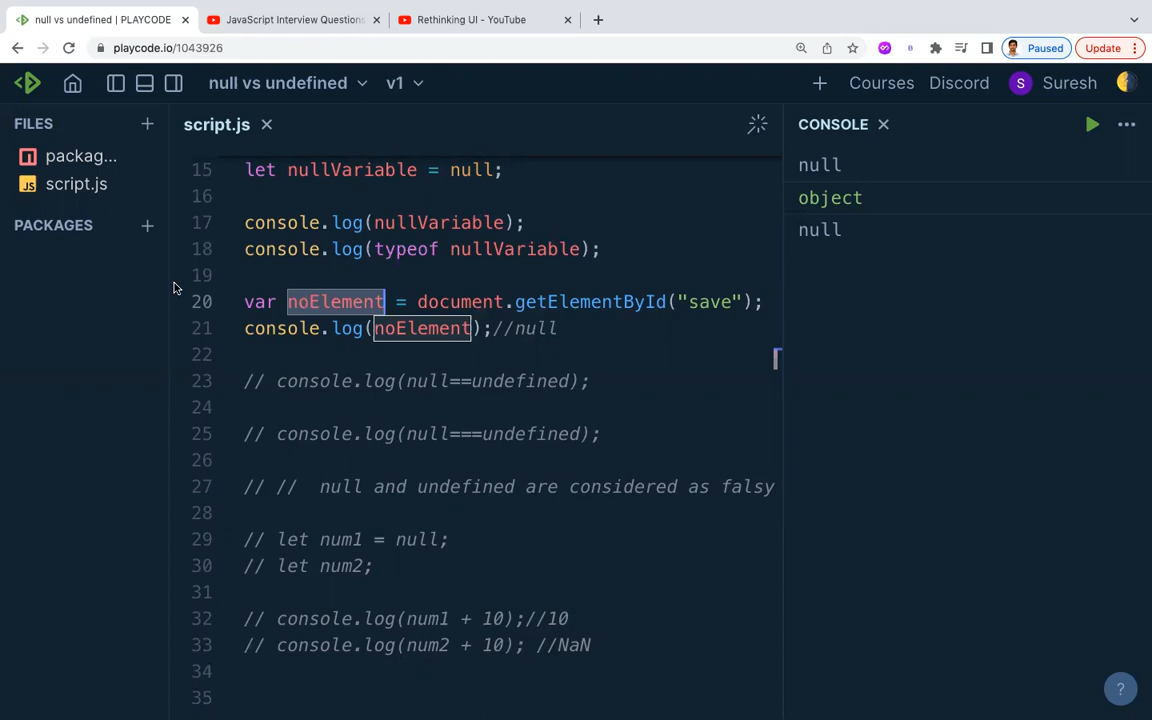 null vs undefined | PLAYCODE
JavaScript Interview Questions
Rethinking UI - YouTube
playcode.io/1043926
Paused
Update
null vs undefined
v1
Courses
Discord
S
Suresh
FILES
script.js
CONSOLE
packag...
JS script.js
PACKAGES
15 let nullVariable = null;
16
17 console.log(nullVariable);
18 console.log(typeof nullVariable);
19
20 var noElement = document.getElementById("save");
21 console.log(noElement);//null
22
23 // console.log(null==undefined);
24
25 // console.log(null===undefined);
26
27 // // null and undefined are considered as falsy
28
29 // let num1 = null;
30 // let num2;
31
32 // console.log(num1 + 10);//10
33 // console.log(num2 + 10); //NaN
34
35
null
object
null
?